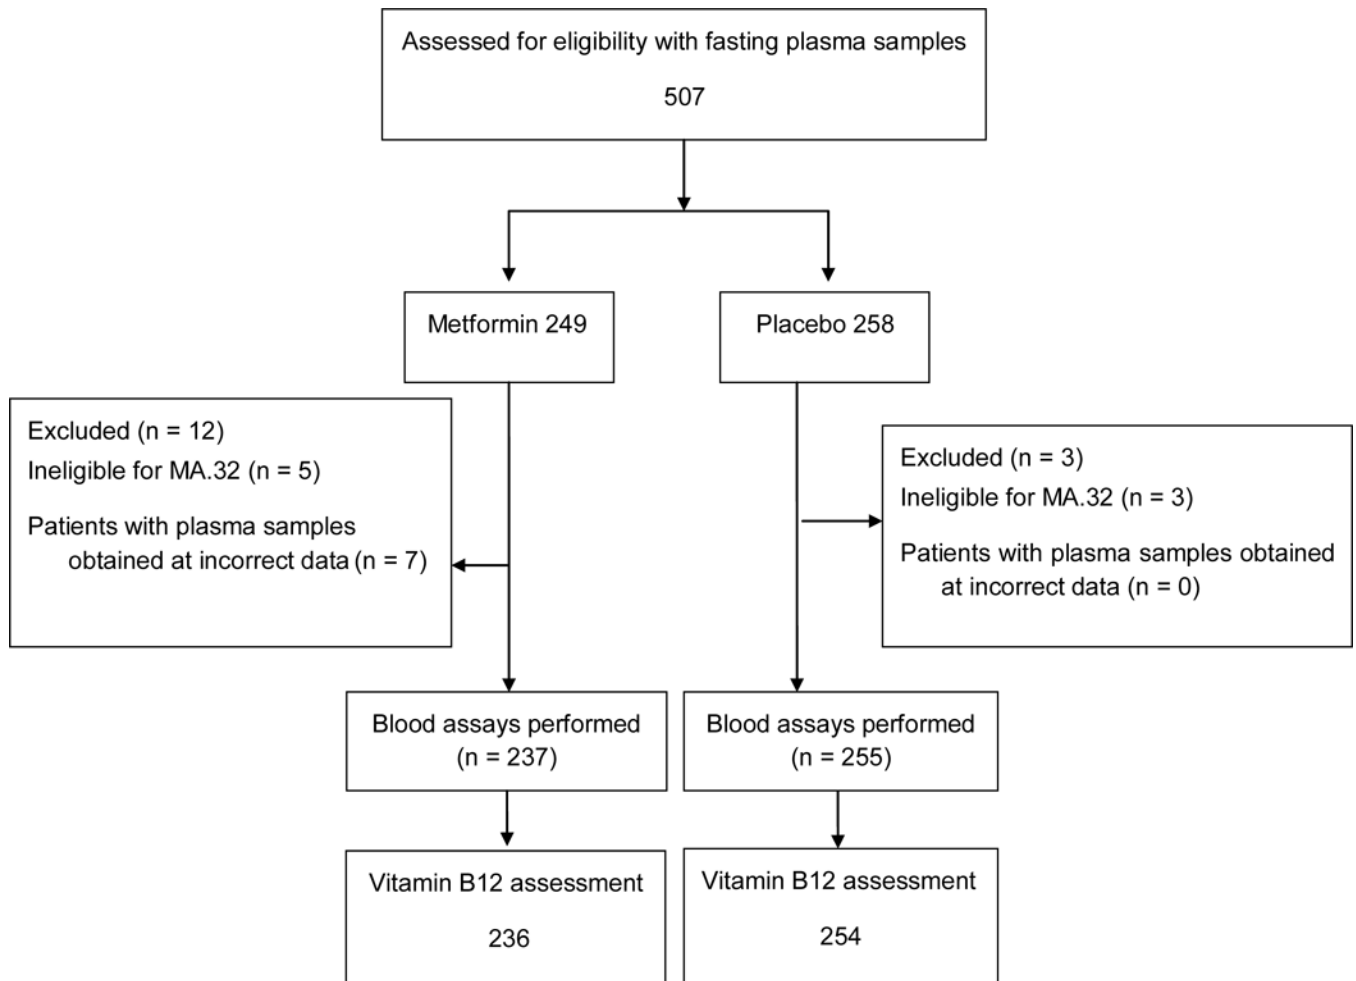 Assessed for eligibility with fasting plasma samples
507
Metformin 249
Placebo 258
Excluded (n = 12)
Ineligible for MA.32 (n = 5)
Patients with plasma samples
obtained at incorrect data (n = 7)
Excluded (n = 3)
Ineligible for MA.32 (n = 3)
Patients with plasma samples obtained
at incorrect data (n = 0)
Blood assays performed
(n = 237)
Blood assays performed
(n = 255)
Vitamin B12 assessment
236
Vitamin B12 assessment
254